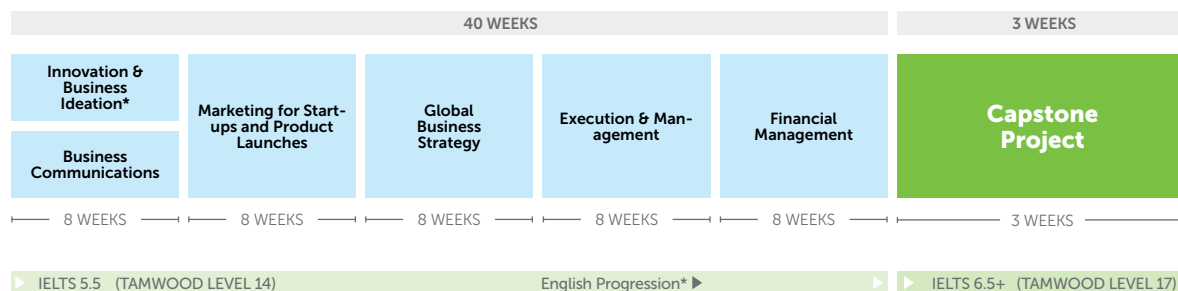 40 WEEKS
3 WEEKS
Innovation &
Business
Ideation*
Business
Communications
Marketing for Start-
ups and Product
Launches
Global
Business
Strategy
Execution & Man-
agement
Financial
Management
Capstone
Project
8 WEEKS
8 WEEKS
8 WEEKS
8 WEEKS
8 WEEKS
3 WEEKS
IELTS 5.5 (TAMWOOD LEVEL 14)
English Progression*
IELTS 6.5+ (TAMWOOD LEVEL 17)